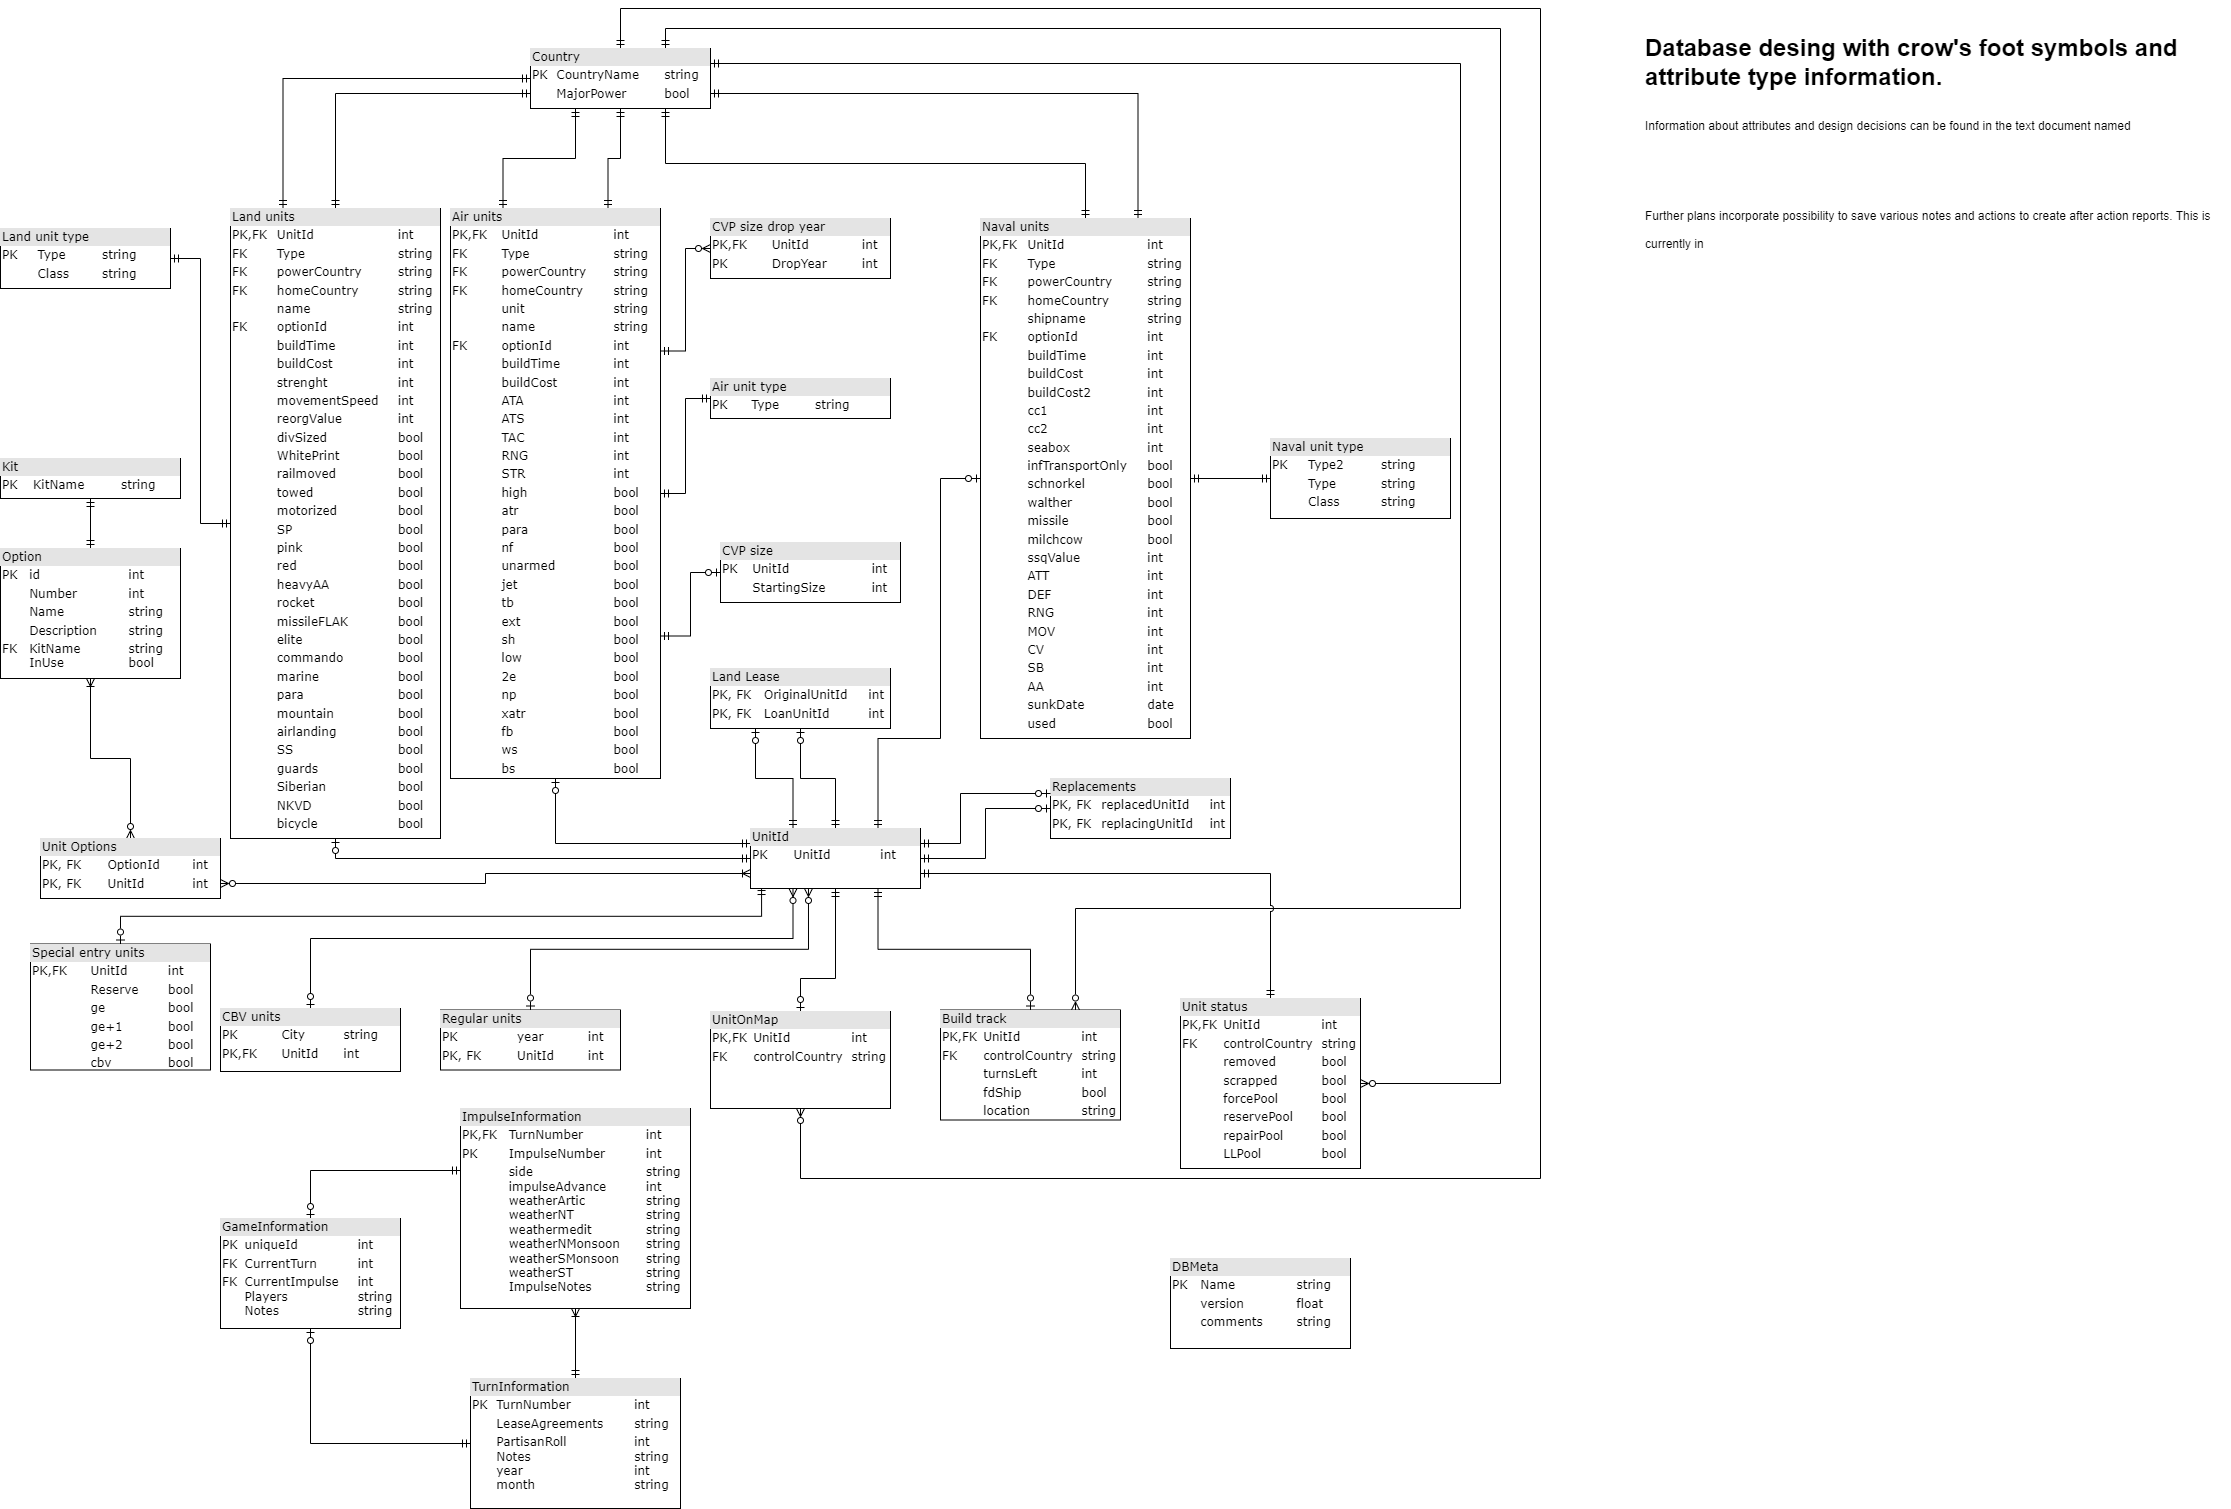 Database desing with crow's foot symbols and
attribute type information.
Information about attributes and design decisions can be found in the text document named
Further plans incorporate possibility to save various notes and actions to create after action reports. This is
currently in
Country
PK CountryName string
MajorPower bool
Land unit type
PK Type string
Class string
Kit
PK KitName string
Option
PK id int
Number int
Name string
Description string
FK KitName string
InUse bool
Land units
PK,FK UnitId int
FK Type string
FK powerCountry string
FK homeCountry string
name string
FK optionId int
buildTime int
buildCost int
strenght int
movementSpeed int
reorgValue int
divSized bool
WhitePrint bool
railmoved bool
towed bool
motorized bool
SP bool
pink bool
red bool
heavyAA bool
rocket bool
missileFLAK bool
elite bool
commando bool
marine bool
para bool
mountain bool
airlanding bool
SS bool
guards bool
Siberian bool
NKVD bool
bicycle bool
Air units
PK,FK UnitId int
FK Type string
FK powerCountry string
FK homeCountry string
unit string
name string
FK optionId int
buildTime int
buildCost int
ATA int
ATS int
TAC int
RNG int
STR int
high bool
atr bool
para bool
nf bool
unarmed bool
jet bool
tb bool
ext bool
sh bool
low bool
2e bool
np bool
xatr bool
fb bool
ws bool
bs bool
CVP size drop year
PK,FK UnitId int
PK DropYear int
Air unit type
PK Type string
CVP size
PK UnitId int
StartingSize int
Land Lease
PK, FK OriginalUnitId int
PK, FK LoanUnitId int
Naval units
PK,FK UnitId int
FK Type string
FK powerCountry string
FK homeCountry string
shipname string
FK optionId int
buildTime int
buildCost int
buildCost2 int
cc1 int
cc2 int
seabox int
infTransportOnly bool
schnorkel bool
walther bool
missile bool
milchcow bool
ssqValue int
ATT int
DEF int
RNG int
MOV int
CV int
SB int
AA int
sunkDate date
used bool
Naval unit type
PK Type2 string
Type string
Class string
Replacements
PK, FK replacedUnitId int
PK, FK replacingUnitId int
UnitId
PK UnitId int
Unit Options
PK, FK OptionId int
PK, FK UnitId int
Special entry units
PK,FK UnitId int
Reserve bool
ge bool
ge+1 bool
ge+2 bool
cbv bool
CBV units
PK City string
PK,FK UnitId int
Regular units
PK year int
PK, FK UnitId int
UnitOnMap
PK,FK UnitId int
FK controlCountry string
Build track
PK,FK UnitId int
FK controlCountry string
turnsLeft int
fdShip bool
location string
Unit status
PK,FK UnitId int
FK controlCountry string
removed bool
scrapped bool
forcePool bool
reservePool bool
repairPool bool
LLPool bool
ImpulseInformation
PK,FK TurnNumber int
PK ImpulseNumber int
side string
impulseAdvance int
weatherArtic string
weatherNT string
weathermedit string
weatherNMonsoon string
weatherSMonsoon string
weatherST string
ImpulseNotes string
GameInformation
PK uniqueId int
FK CurrentTurn int
FK CurrentImpulse int
Players string
Notes string
DBMeta
PK Name string
version float
comments string
TurnInformation
PK TurnNumber int
LeaseAgreements string
PartisanRoll int
Notes string
year int
month string